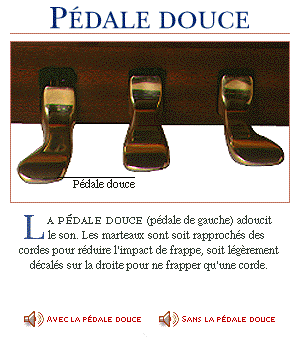 PÉDALE DOUCE
Pédale douce
LA PÉDALE DOUCE (pédale de gauche) adoucit
le son. Les marteaux sont soit rapprochés des
cordes pour réduire l'impact de frappe, soit légèrement
décalés sur la droite pour ne frapper qu'une corde.
AVEC LA PÉDALE DOUCE SANS LA PÉDALE DOUCE